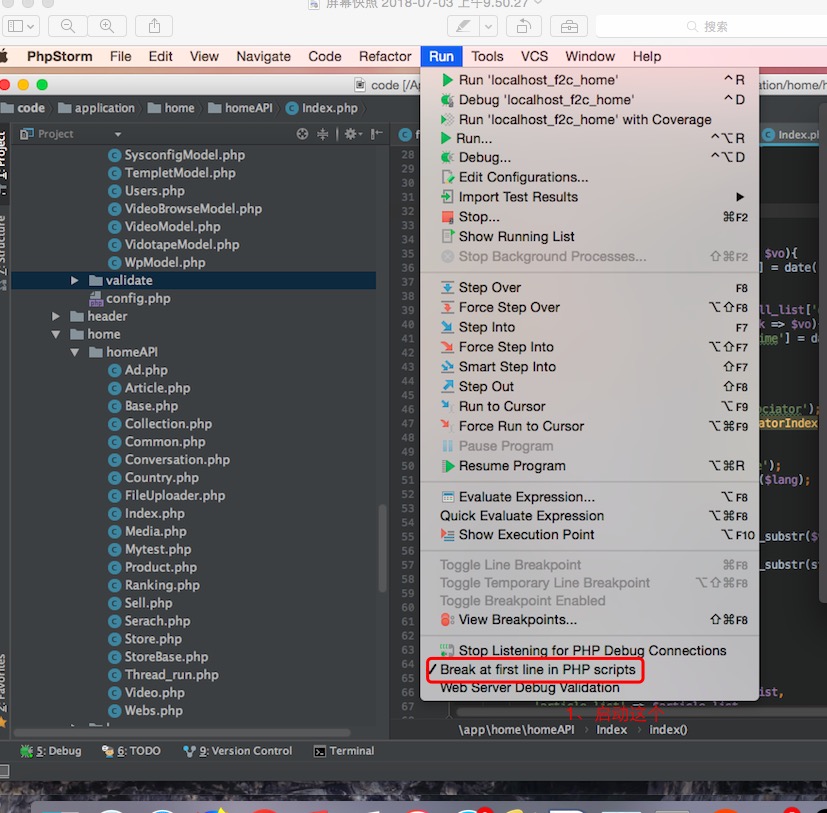 屏幕快照 2018-07-03 上午9.50.27
搜索
PhpStorm File Edit View Navigate Code Refactor Run Tools VCS Window Help
code [/A
code application home homeAPI Index.php
Project
Index.p
1: Project
SysconfigModel.php
TempletModel.php
Users.php
VideoBrowseModel.php
VideoModel.php
VidotapeModel.php
WpModel.php
validate
config.php
header
home
homeAPI
Ad.php
Article.php
Base.php
Collection.php
Common.php
Conversation.php
Country.php
FileUploader.php
Index.php
Media.php
Mytest.php
Product.php
Ranking.php
Sell.php
Serach.php
Store.php
StoreBase.php
Thread_run.php
Video.php
Webs.php
28
29
30
31
32
33
34
35
36
37
38
39
40
41
42
43
44
45
46
47
48
49
50
51
52
53
54
55
56
57
58
59
60
61
62
63
64
65
66
67
Run 'localhost_f2c_home' ⌃R
Debug 'localhost_f2c_home' ⌃D
Run 'localhost_f2c_home' with Coverage
Run... ⌃⌥R
Debug... ⌃⌥D
Edit Configurations...
Import Test Results
Stop... ⌘F2
Show Running List
Stop Background Processes... ⇧⌘F2
Step Over F8
Force Step Over ⌥⇧F8
Step Into F7
Force Step Into ⌥⇧F7
Smart Step Into ⇧F7
Step Out ⇧F8
Run to Cursor ⌥F9
Force Run to Cursor ⌥⌘F9
Pause Program
Resume Program ⌥⌘R
Evaluate Expression... ⌥F8
Quick Evaluate Expression ⌥⌘F8
Show Execution Point ⌥F10
Toggle Line Breakpoint ⌘F8
Toggle Temporary Line Breakpoint ⌥⇧⌘F8
Toggle Breakpoint Enabled
View Breakpoints... ⇧⌘F8
Stop Listening for PHP Debug Connections
✓ Break at first line in PHP scripts
Web Server Debug Validation
1、启动这个
ation/home/h
$vo){
] = date(
ll_list['
k => $vo)
ime'] = da
ociator');
atorIndex
e');
($lang);
_substr($
_substr(s
ist,
\app\home\homeAPI › Index › index()
5: Debug 6: TODO 9: Version Control Terminal